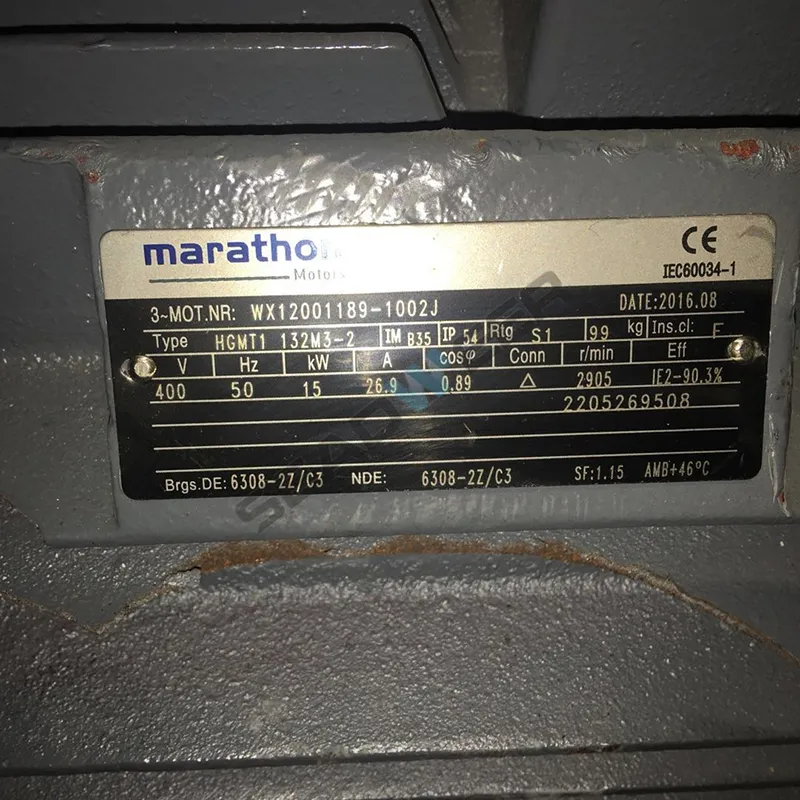 marathon
Motors
CE
IEC60034-1
3~MOT.NR: WX12001189-1002J DATE:2016.08
Type HGMT1 132M3-2 IM B35 IP 54 Rtg S1 99 kg Ins.cl: F
V Hz kW A cosφ Conn r/min Eff
400 50 15 26.9 0.89 △ 2905 IE2-90.3%
2205269508
Brgs.DE: 6308-2Z/C3 NDE: 6308-2Z/C3 SF:1.15 AMB+46°C